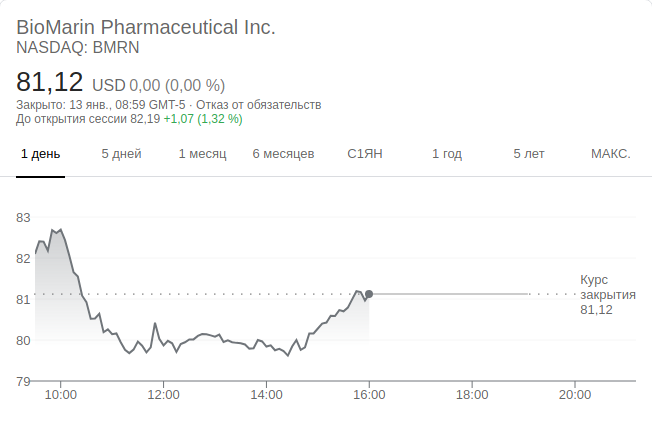 BioMarin Pharmaceutical Inc.
NASDAQ: BMRN
81,12 USD 0,00 (0,00 %)
Закрыто: 13 янв., 08:59 GMT-5 · Отказ от обязательств
До открытия сессии 82,19 +1,07 (1,32 %)
1 день 5 дней 1 месяц 6 месяцев С1ЯН 1 год 5 лет МАКС.
83
82
81
80
79
Курс
закрытия
81,12
10:00 12:00 14:00 16:00 18:00 20:00